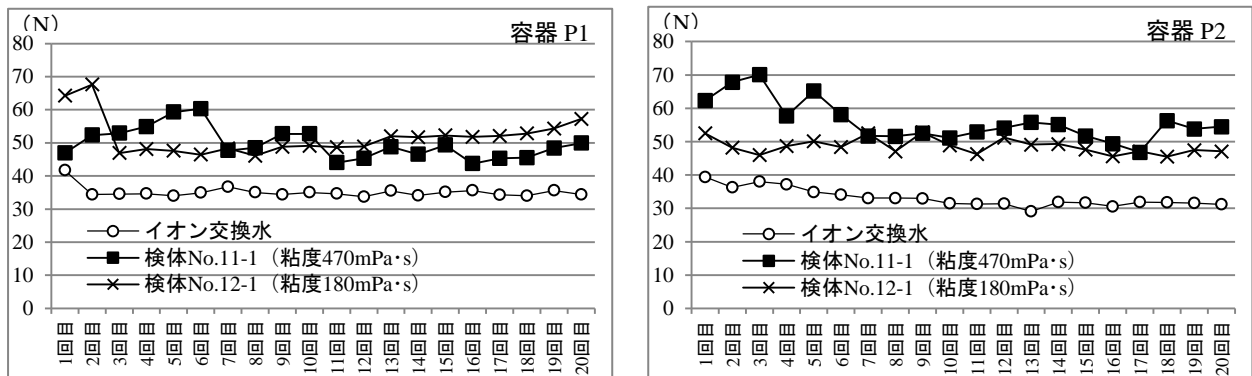 (N)
容器 P1
80
70
60
50
40
30
20
10
0
イオン交換水
検体No.11-1（粘度470mPa･s）
検体No.12-1（粘度180mPa･s）
1回目
2回目
3回目
4回目
5回目
6回目
7回目
8回目
9回目
10回目
11回目
12回目
13回目
14回目
15回目
16回目
17回目
18回目
19回目
20回目
(N)
容器 P2
80
70
60
50
40
30
20
10
0
イオン交換水
検体No.11-1（粘度470mPa･s）
検体No.12-1（粘度180mPa･s）
1回目
2回目
3回目
4回目
5回目
6回目
7回目
8回目
9回目
10回目
11回目
12回目
13回目
14回目
15回目
16回目
17回目
18回目
19回目
20回目